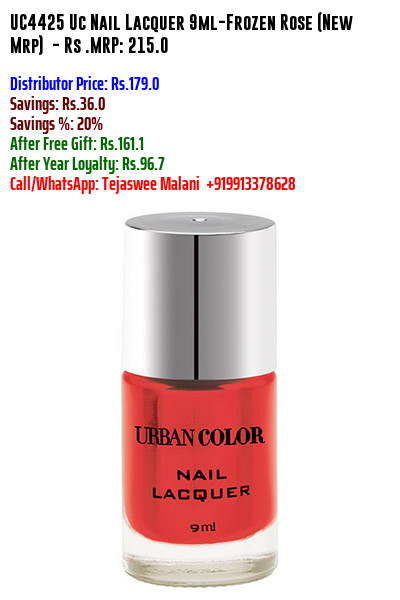 UC4425 Uc Nail Lacquer 9ml-Frozen Rose (New
Mrp) - Rs .MRP: 215.0
Distributor Price: Rs.179.0
Savings: Rs.36.0
Savings %: 20%
After Free Gift: Rs.161.1
After Year Loyalty: Rs.96.7
Call/WhatsApp: Tejaswee Malani +919913378628
URBAN COLOR
NAIL
LACQUER
9ml